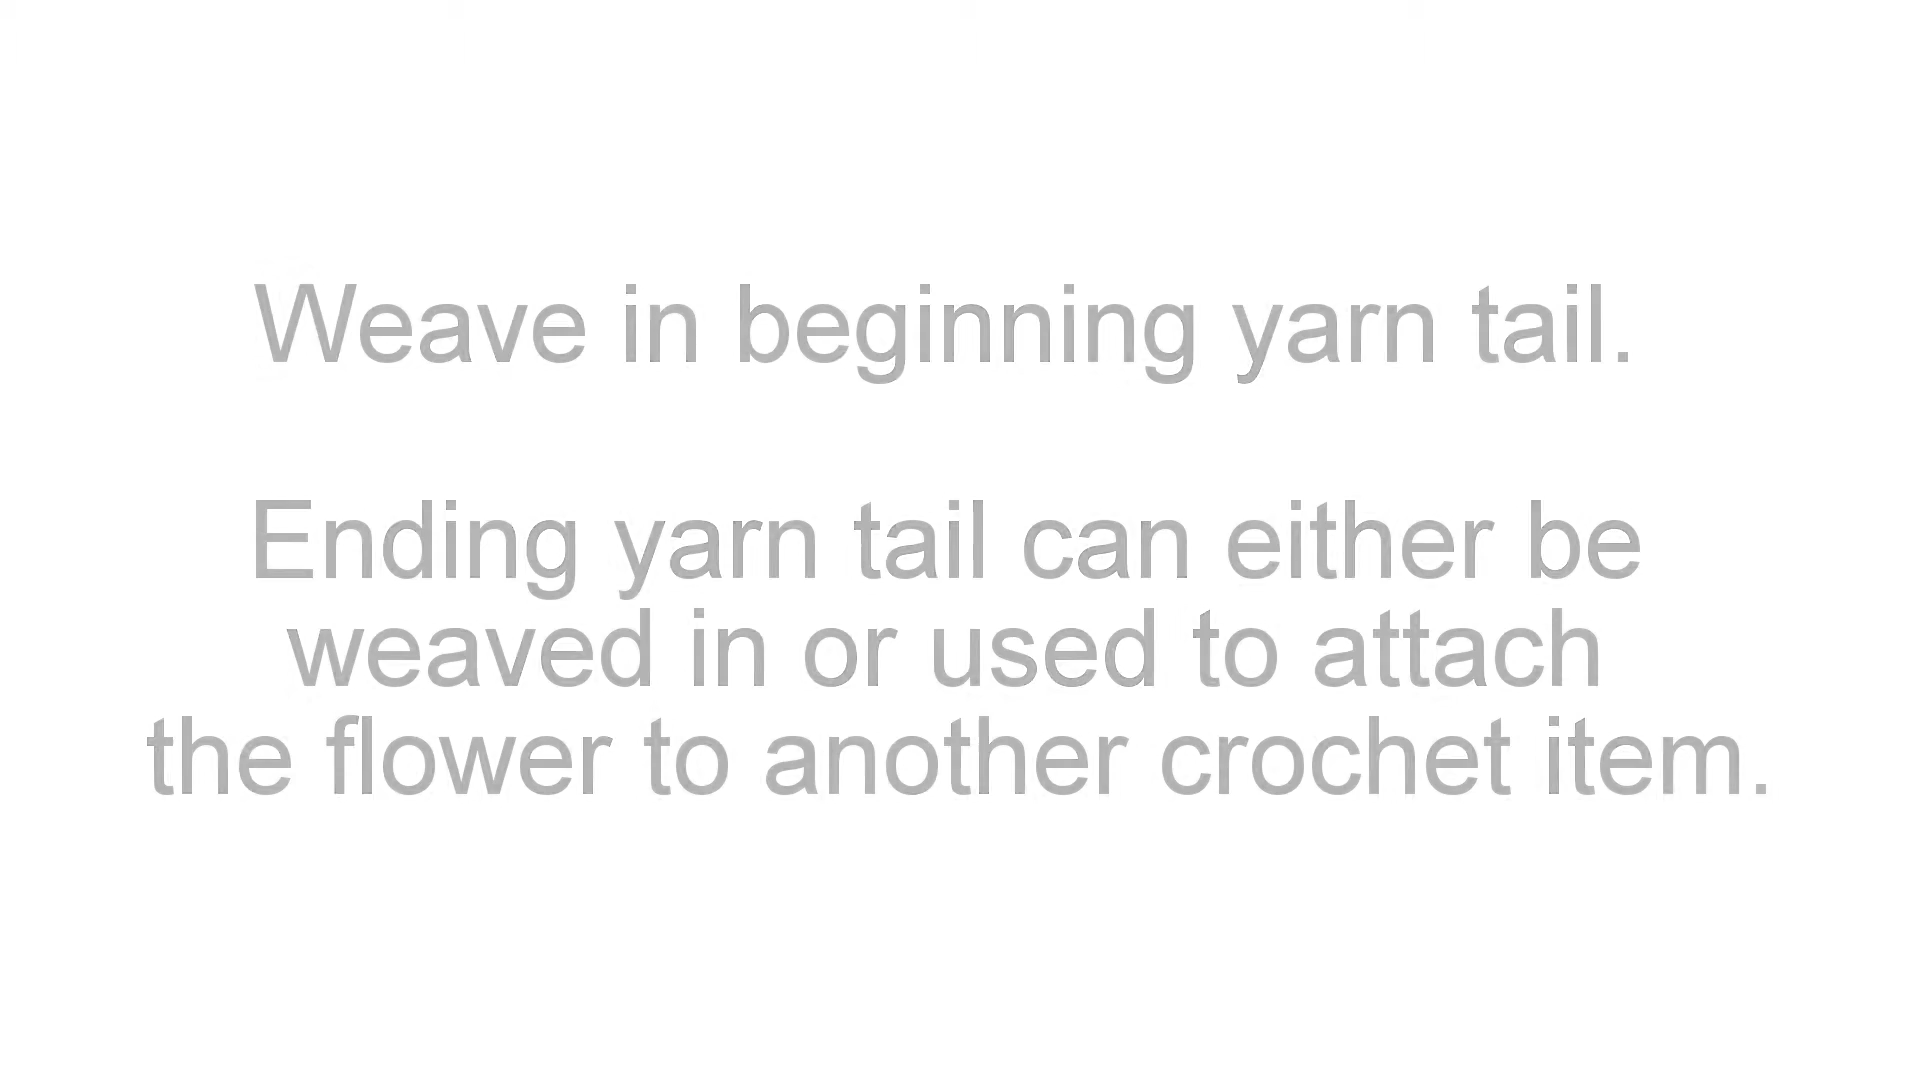 Weave in beginning yarn tail.
Ending yarn tail can either be
weaved in or used to attach
the flower to another crochet item.